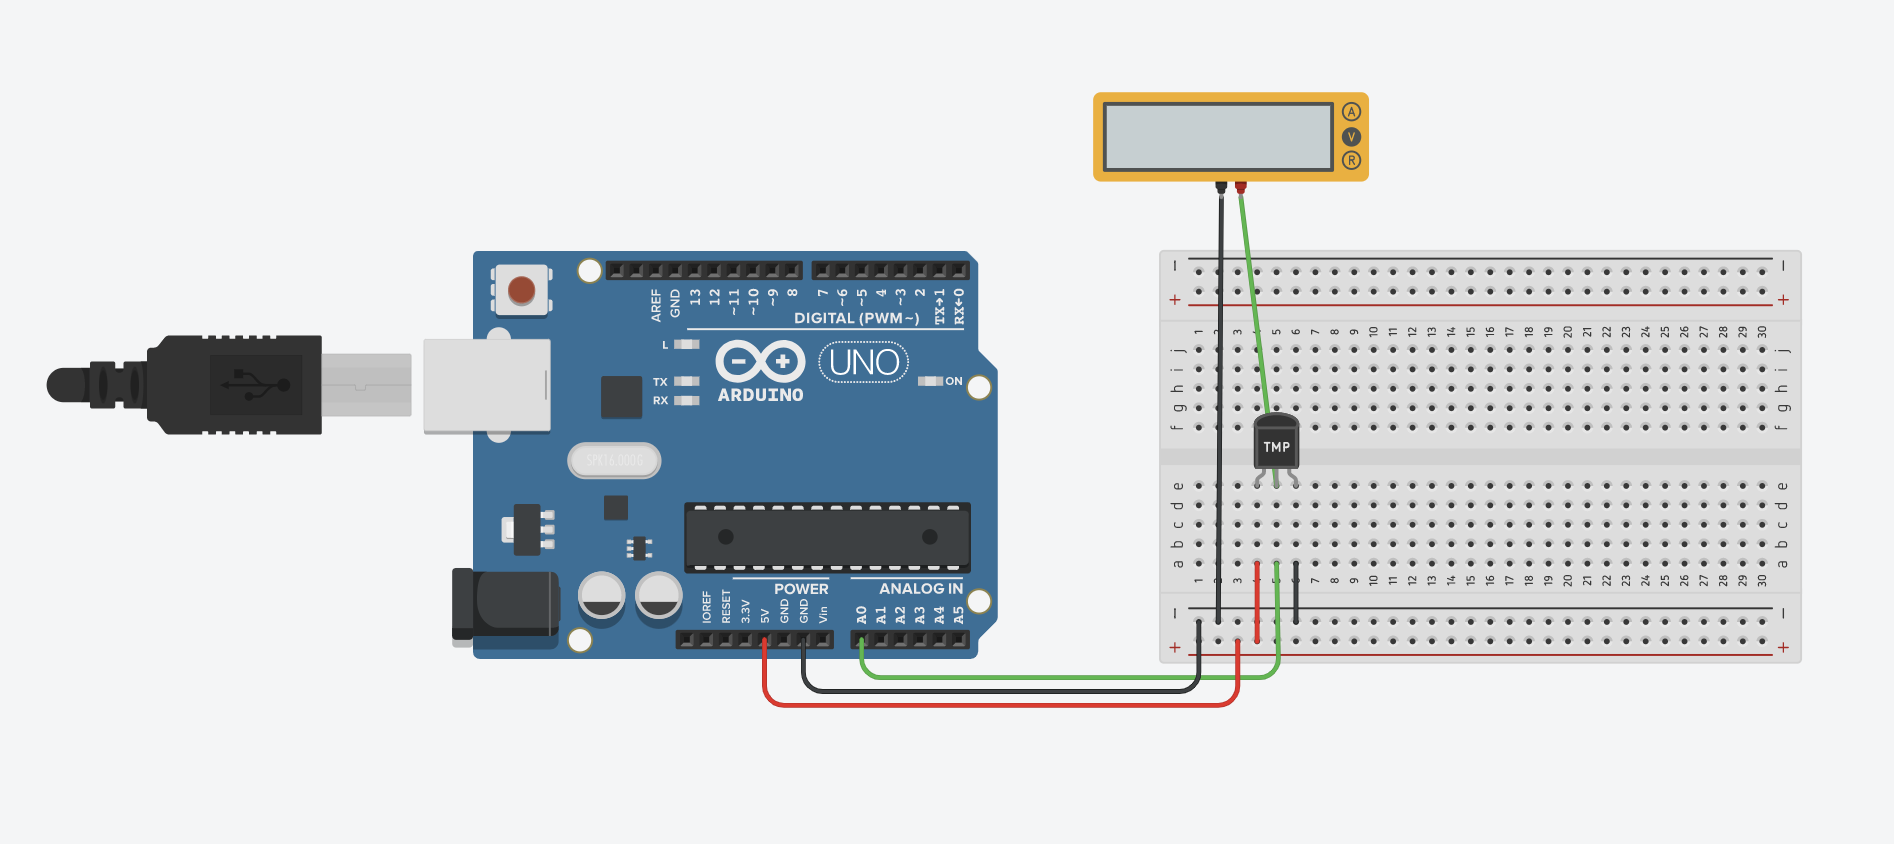 A
V
R
AREF
GND
13
12
~11
~10
~9
8
7
~6
~5
4
~3
2
TX→1
RX←0
DIGITAL (PWM~)
L
TX
RX
ARDUINO
UNO
ON
SPK16.000G
POWER
ANALOG IN
IOREF
RESET
3.3V
5V
GND
GND
Vin
A0
A1
A2
A3
A4
A5
− −
+ +
1 2 3 4 5 6 7 8 9 10 11 12 13 14 15 16 17 18 19 20 21 22 23 24 25 26 27 28 29 30
j j
i i
h h
g g
f f
TMP
e e
d d
c c
b b
a a
1 2 3 4 5 6 7 8 9 10 11 12 13 14 15 16 17 18 19 20 21 22 23 24 25 26 27 28 29 30
− −
+ +